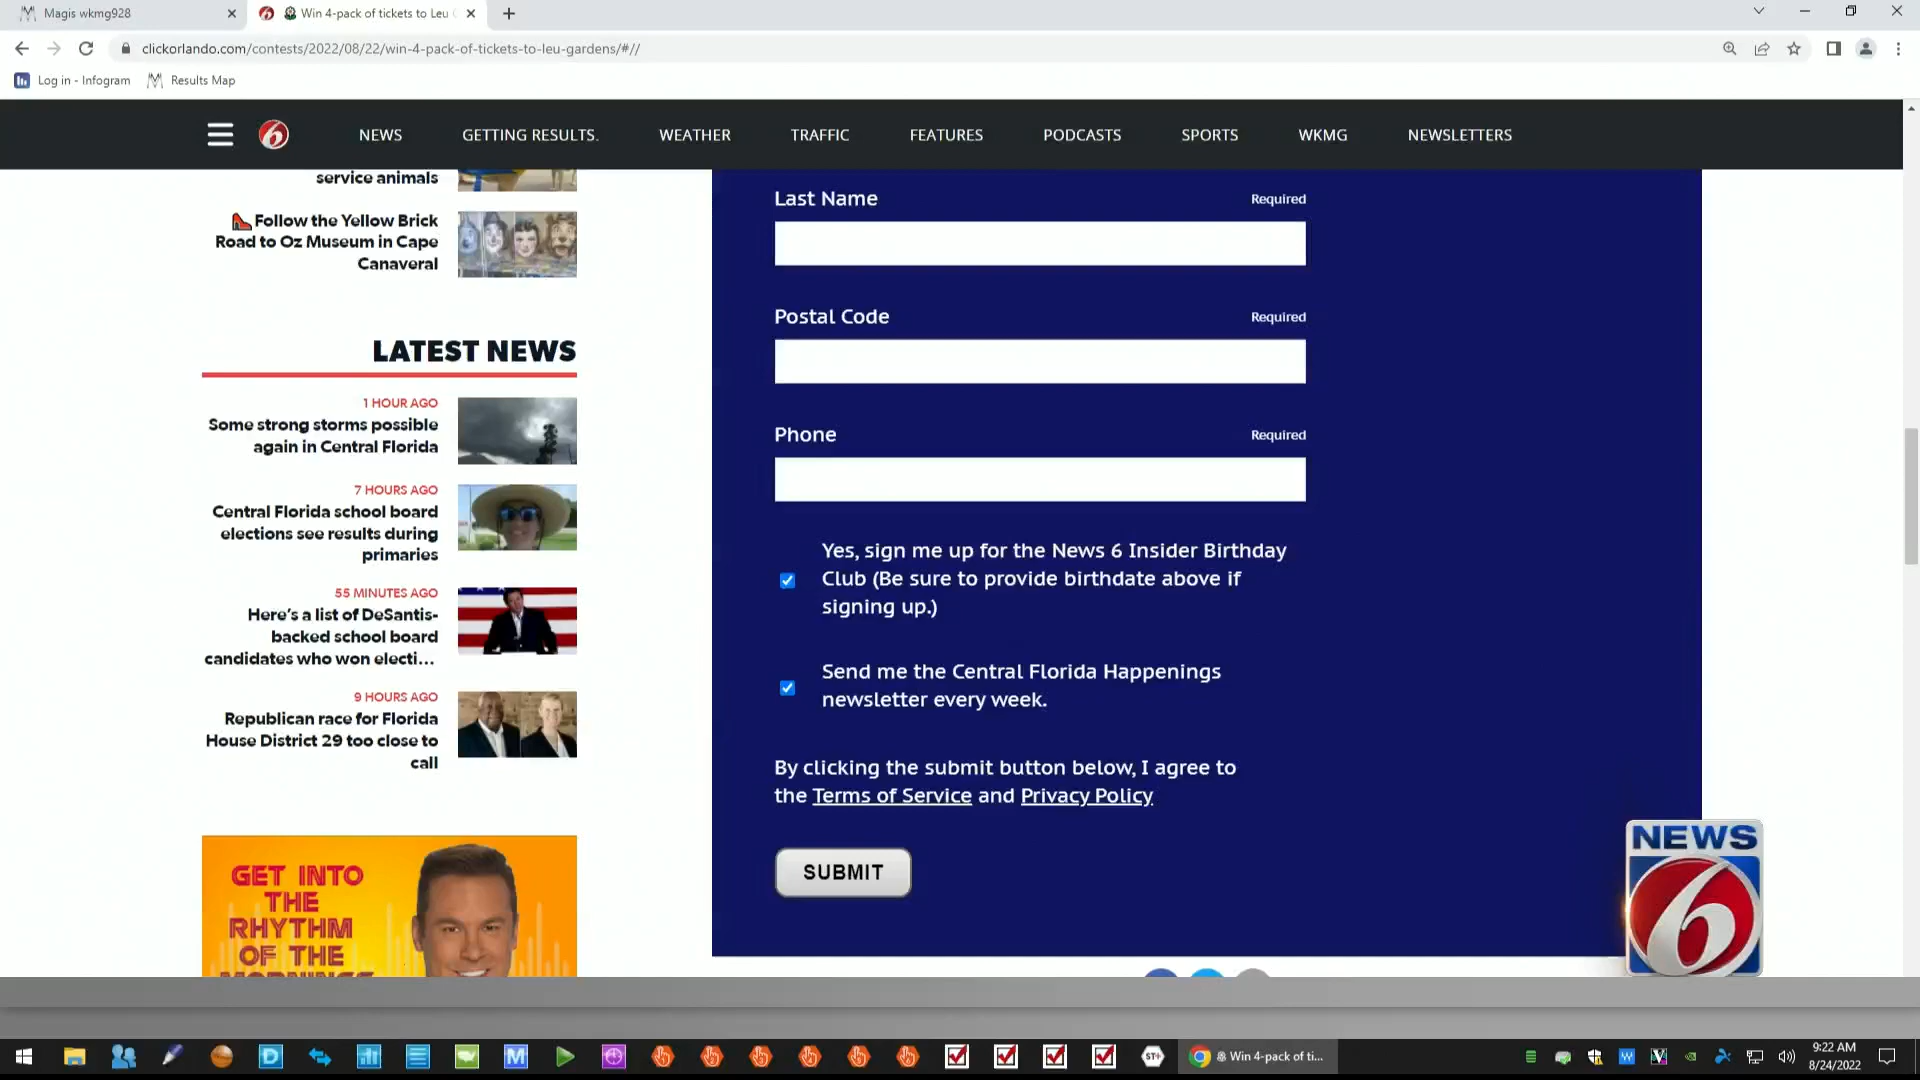 Magis wkmg928
Win 4-pack of tickets to Leu
clickorlando.com/contests/2022/08/22/win-4-pack-of-tickets-to-leu-gardens/#//
Log in - Infogram
Results Map
6
NEWS
GETTING RESULTS.
WEATHER
TRAFFIC
FEATURES
PODCASTS
SPORTS
WKMG
NEWSLETTERS
service animals
Follow the Yellow Brick
Road to Oz Museum in Cape
Canaveral
LATEST NEWS
1 HOUR AGO
Some strong storms possible
again in Central Florida
7 HOURS AGO
Central Florida school board
elections see results during
primaries
55 MINUTES AGO
Here's a list of DeSantis-
backed school board
candidates who won electi...
9 HOURS AGO
Republican race for Florida
House District 29 too close to
call
GET INTO
THE
RHYTHM
OF THE
MORNINGS
Last Name
Required
Postal Code
Required
Phone
Required
Yes, sign me up for the News 6 Insider Birthday
Club (Be sure to provide birthdate above if
signing up.)
Send me the Central Florida Happenings
newsletter every week.
By clicking the submit button below, I agree to
the Terms of Service and Privacy Policy
SUBMIT
NEWS
6
D
M
ST+
Win 4-pack of ti...
W
V
9:22 AM
8/24/2022